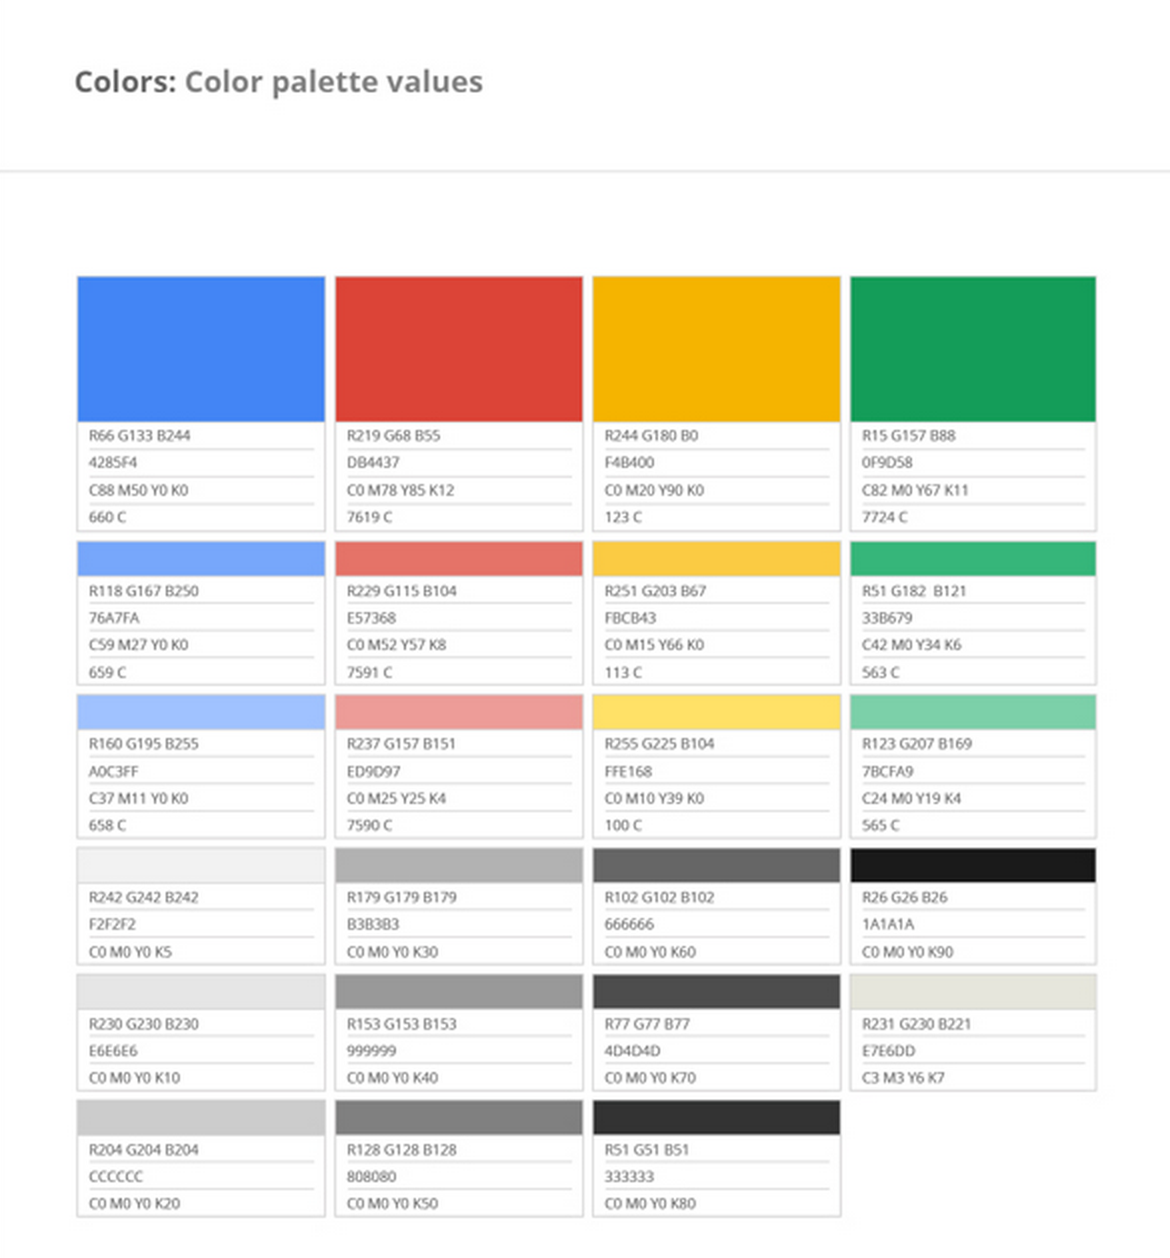 Colors: Color palette values
R66 G133 B244
4285F4
C88 M50 Y0 K0
660 C
R219 G68 B55
DB4437
C0 M78 Y85 K12
7619 C
R244 G180 B0
F4B400
C0 M20 Y90 K0
123 C
R15 G157 B88
0F9D58
C82 M0 Y67 K11
7724 C
R118 G167 B250
76A7FA
C59 M27 Y0 K0
659 C
R229 G115 B104
E57368
C0 M52 Y57 K8
7591 C
R251 G203 B67
FBCB43
C0 M15 Y66 K0
113 C
R51 G182 B121
33B679
C42 M0 Y34 K6
563 C
R160 G195 B255
A0C3FF
C37 M11 Y0 K0
658 C
R237 G157 B151
ED9D97
C0 M25 Y25 K4
7590 C
R255 G225 B104
FFE168
C0 M10 Y39 K0
100 C
R123 G207 B169
7BCFA9
C24 M0 Y19 K4
565 C
R242 G242 B242
F2F2F2
C0 M0 Y0 K5
R179 G179 B179
B3B3B3
C0 M0 Y0 K30
R102 G102 B102
666666
C0 M0 Y0 K60
R26 G26 B26
1A1A1A
C0 M0 Y0 K90
R230 G230 B230
E6E6E6
C0 M0 Y0 K10
R153 G153 B153
999999
C0 M0 Y0 K40
R77 G77 B77
4D4D4D
C0 M0 Y0 K70
R231 G230 B221
E7E6DD
C3 M3 Y6 K7
R204 G204 B204
CCCCCC
C0 M0 Y0 K20
R128 G128 B128
808080
C0 M0 Y0 K50
R51 G51 B51
333333
C0 M0 Y0 K80